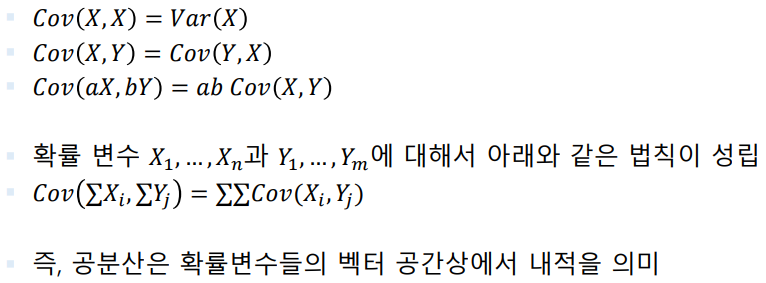 ▪ 𝐶𝑜𝑣(𝑋, 𝑋) = 𝑉𝑎𝑟(𝑋)
▪ 𝐶𝑜𝑣(𝑋, 𝑌) = 𝐶𝑜𝑣(𝑌, 𝑋)
▪ 𝐶𝑜𝑣(𝑎𝑋, 𝑏𝑌) = 𝑎𝑏 𝐶𝑜𝑣(𝑋, 𝑌)
▪ 확률 변수 𝑋₁, … , 𝑋ₙ과 𝑌₁, … , 𝑌ₘ에 대해서 아래와 같은 법칙이 성립
▪ 𝐶𝑜𝑣(∑𝑋ᵢ, ∑𝑌ⱼ) = ∑∑𝐶𝑜𝑣(𝑋ᵢ, 𝑌ⱼ)
▪ 즉, 공분산은 확률변수들의 벡터 공간상에서 내적을 의미